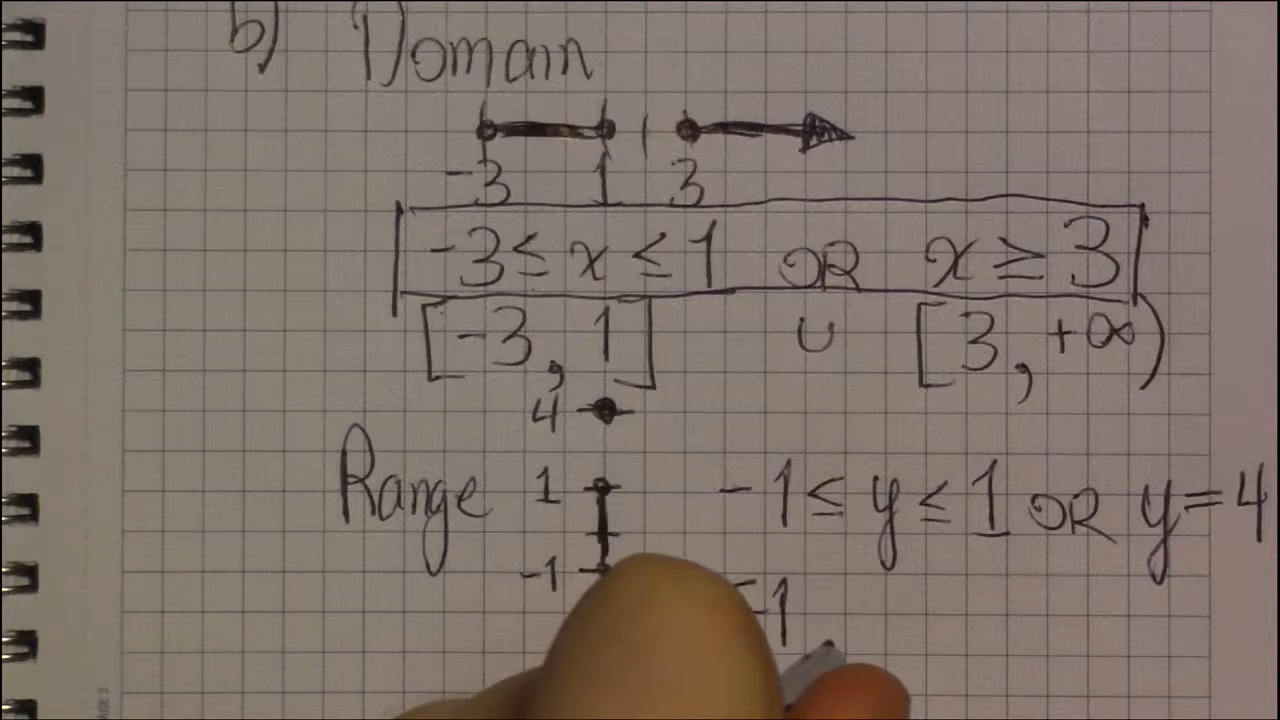 b) Domain
-3 1 3
-3 ≤ x ≤ 1 OR x ≥ 3
[-3, 1] ∪ [3, +∞)
4
Range 1 -1 ≤ y ≤ 1 OR y = 4
-1
-1